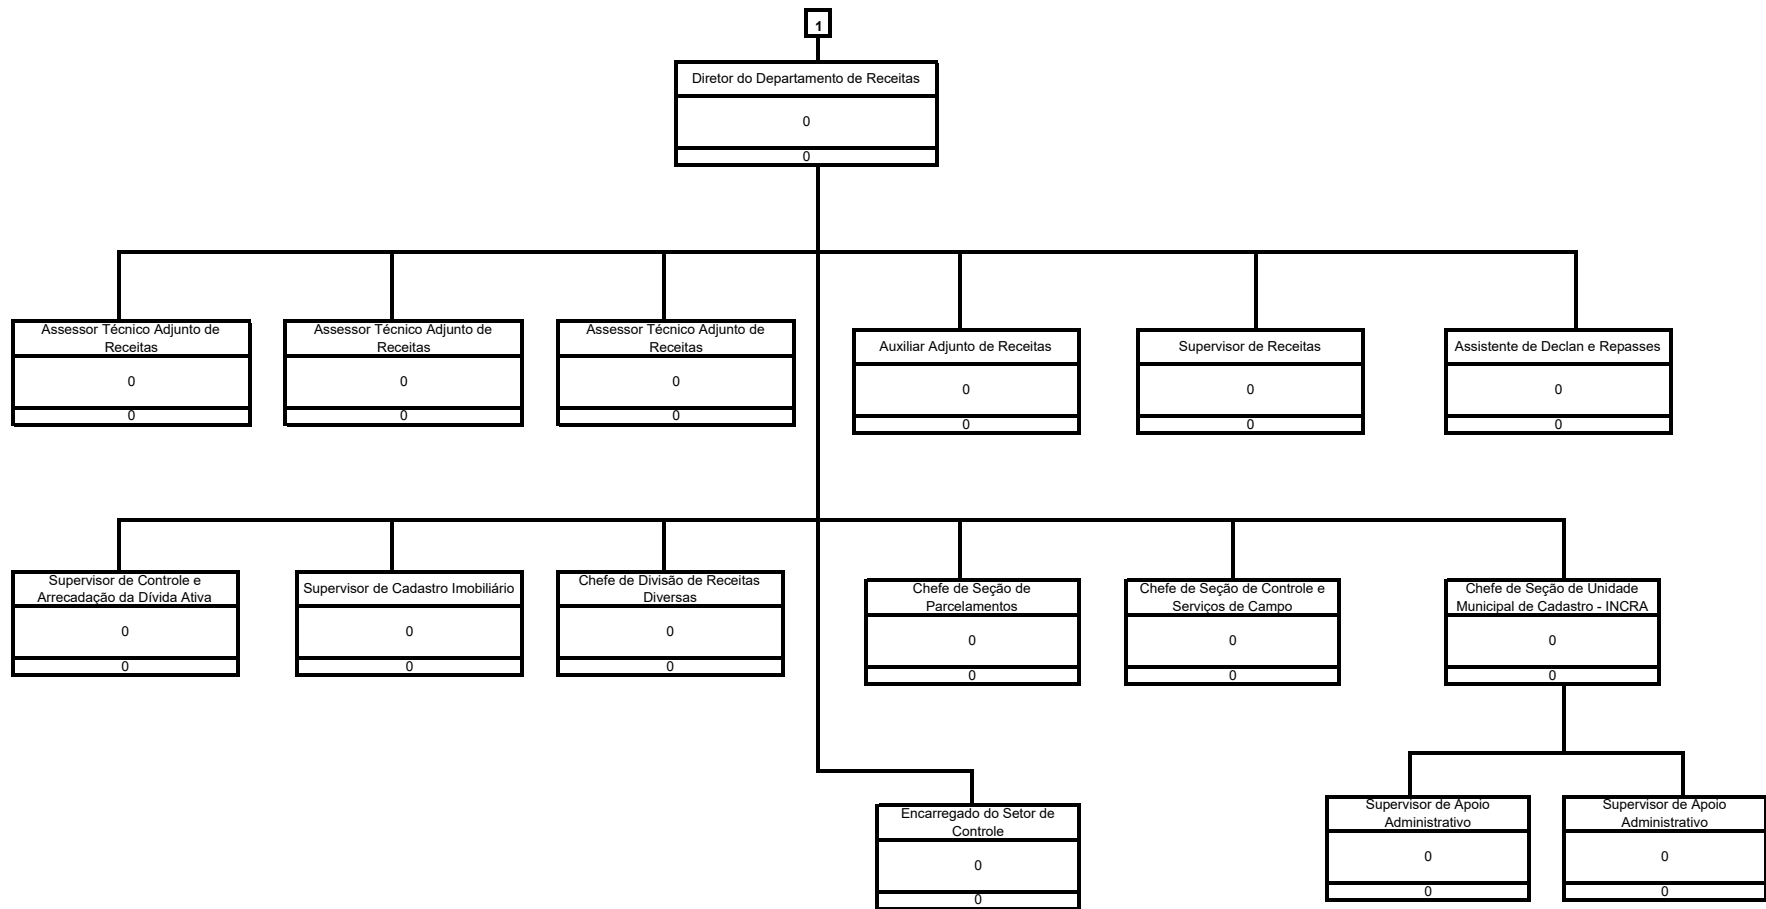 1
Diretor do Departamento de Receitas
0
0
Assessor Técnico Adjunto de
Receitas
0
0
Assessor Técnico Adjunto de
Receitas
0
0
Assessor Técnico Adjunto de
Receitas
0
0
Auxiliar Adjunto de Receitas
0
0
Supervisor de Receitas
0
0
Assistente de Declan e Repasses
0
0
Supervisor de Controle e
Arrecadação da Dívida Ativa
0
0
Supervisor de Cadastro Imobiliário
0
0
Chefe de Divisão de Receitas
Diversas
0
0
Chefe de Seção de
Parcelamentos
0
0
Chefe de Seção de Controle e
Serviços de Campo
0
0
Chefe de Seção de Unidade
Municipal de Cadastro - INCRA
0
0
Encarregado do Setor de
Controle
0
0
Supervisor de Apoio
Administrativo
0
0
Supervisor de Apoio
Administrativo
0
0